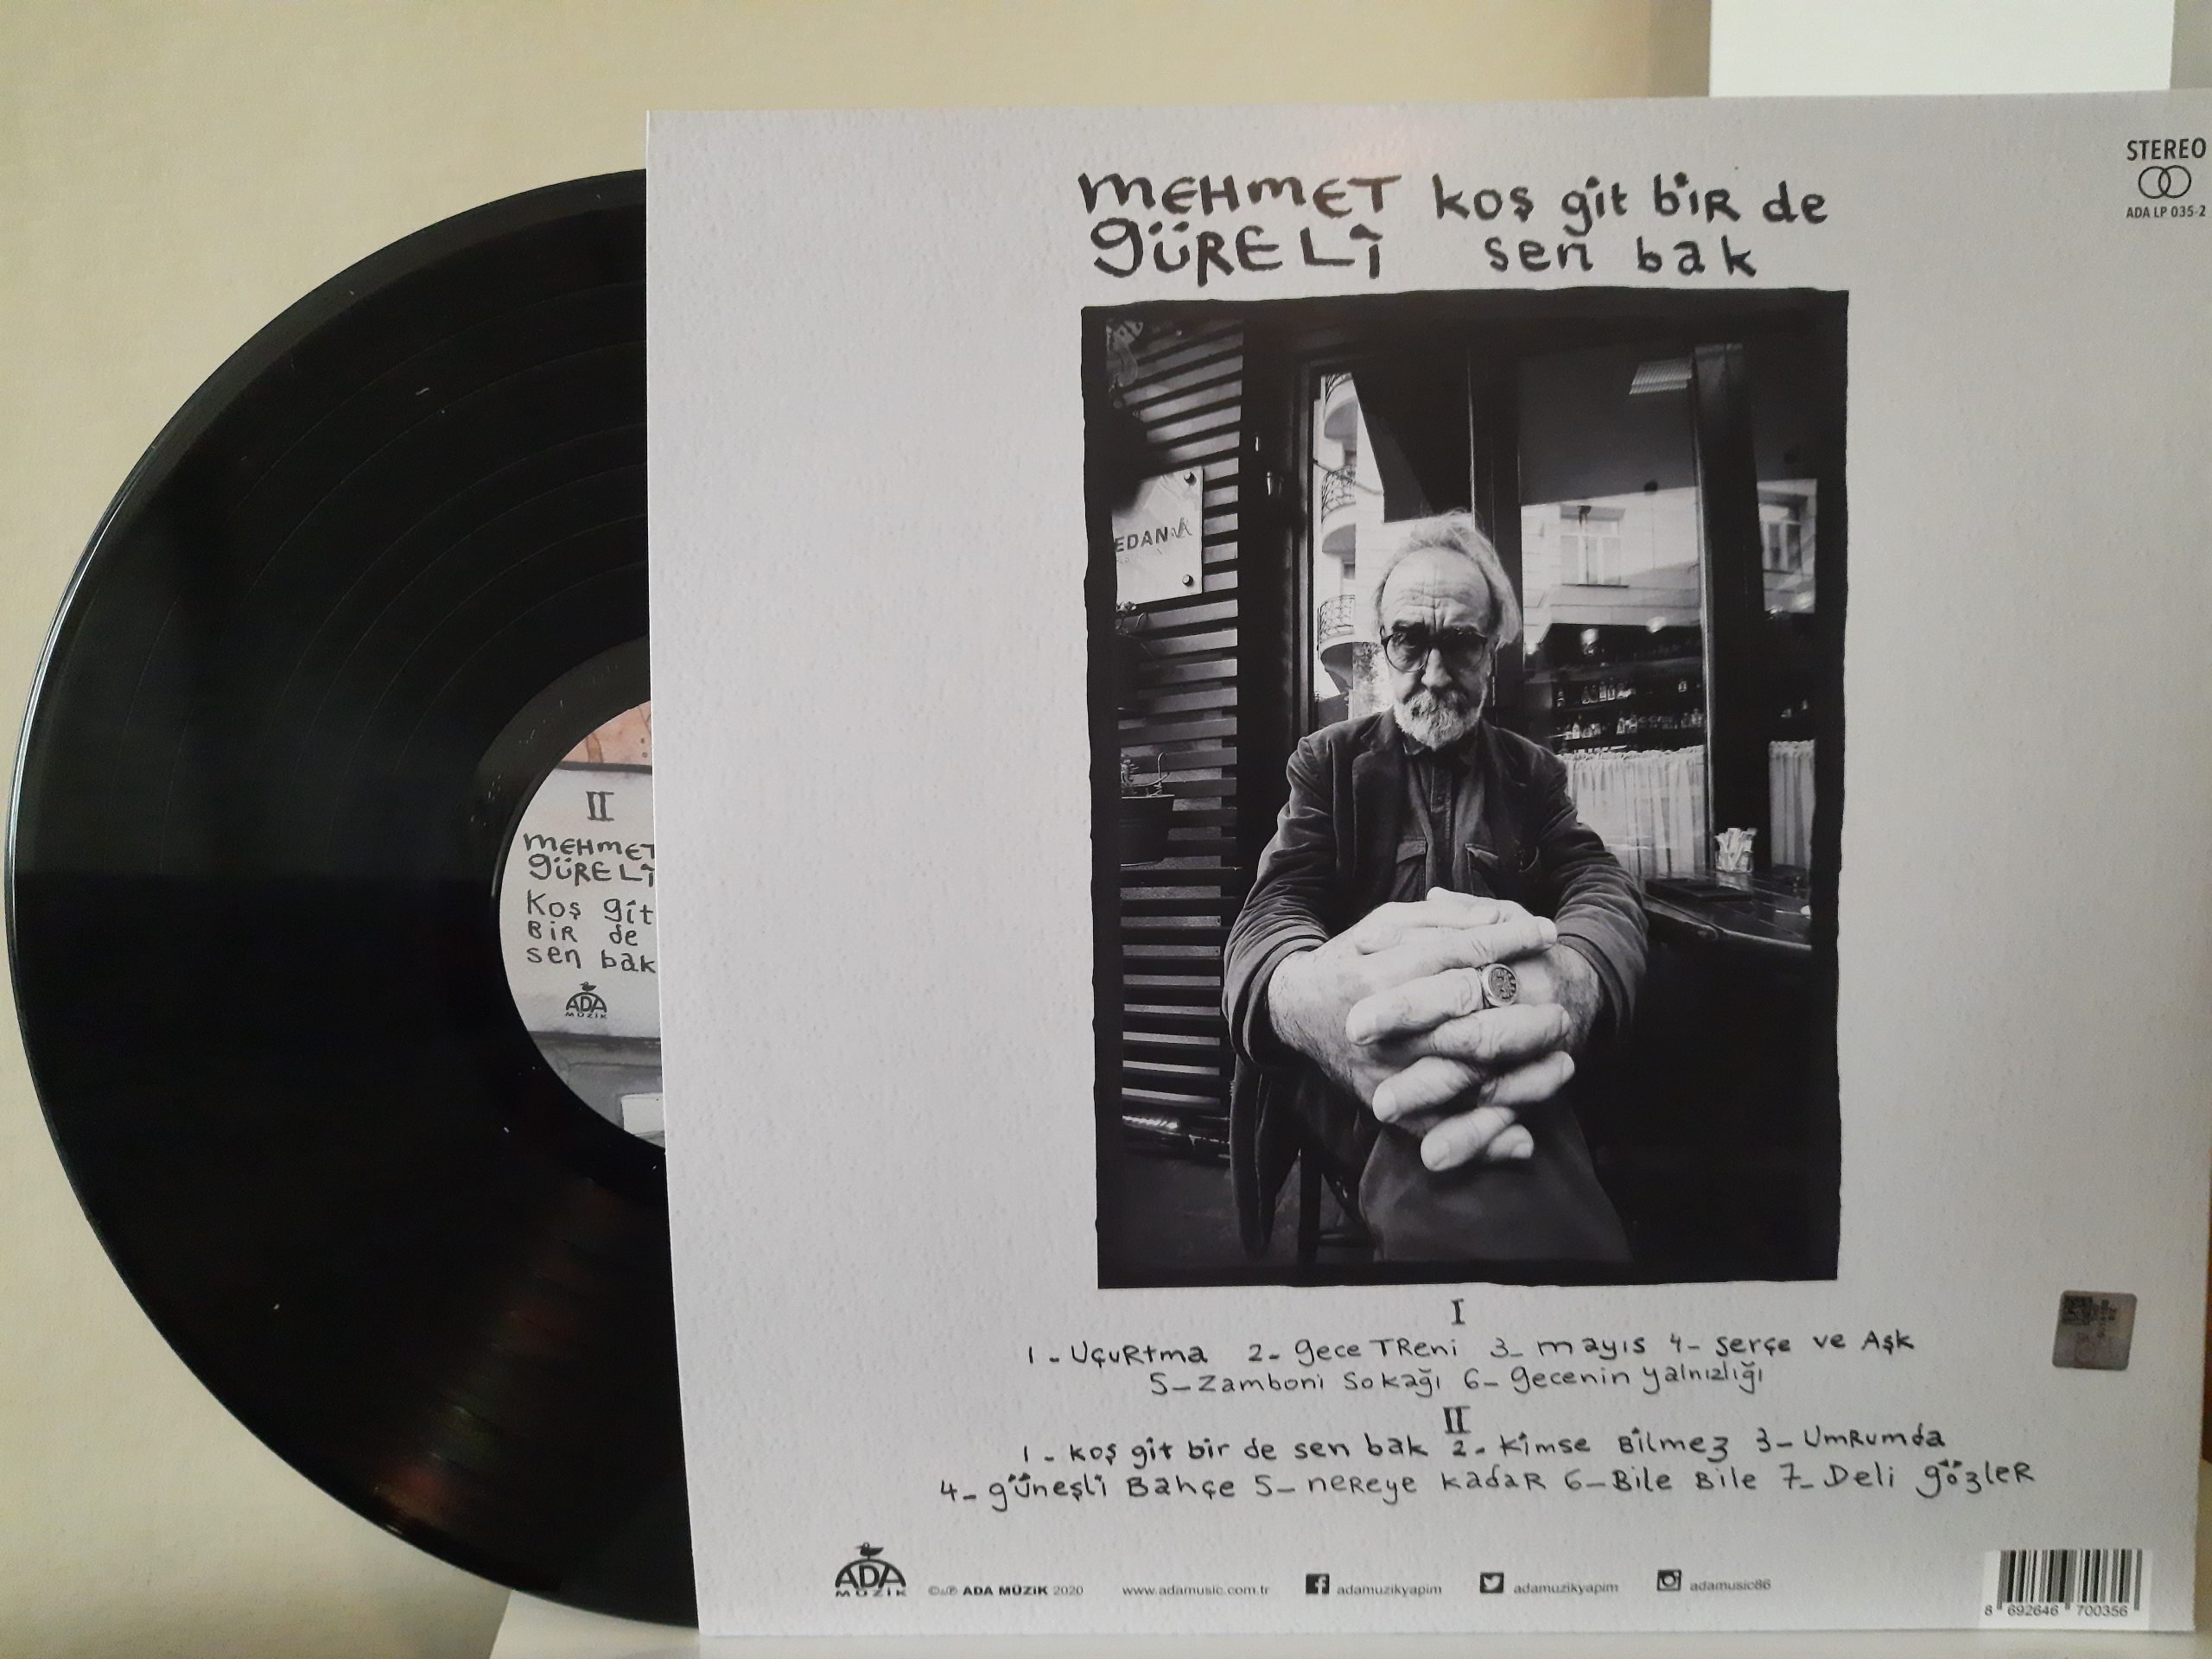 MEHMET koş git bir de
GÜRELİ sen bak
STEREO
ADA LP 035-2
EDAN
II
MEHMET
GÜRELİ
Koş git
BİR de
sen bak
ADA
MÜZİK
I
1 - Uçurtma 2- Gece Treni 3- mayıs 4- Serçe ve Aşk
5- Zamboni Sokağı 6- Gecenin yalnızlığı
II
1 - koş git bir de sen bak 2- Kimse Bilmez 3- Umrumda
4- güneşli Bahçe 5- nereye kadar 6- Bile Bile 7- Deli gözler
ADA
MÜZİK
ADA MÜZİK 2020 www.adamusic.com.tr adamuzikyapim adamuzikyapim adamusic86
8 692646 700356